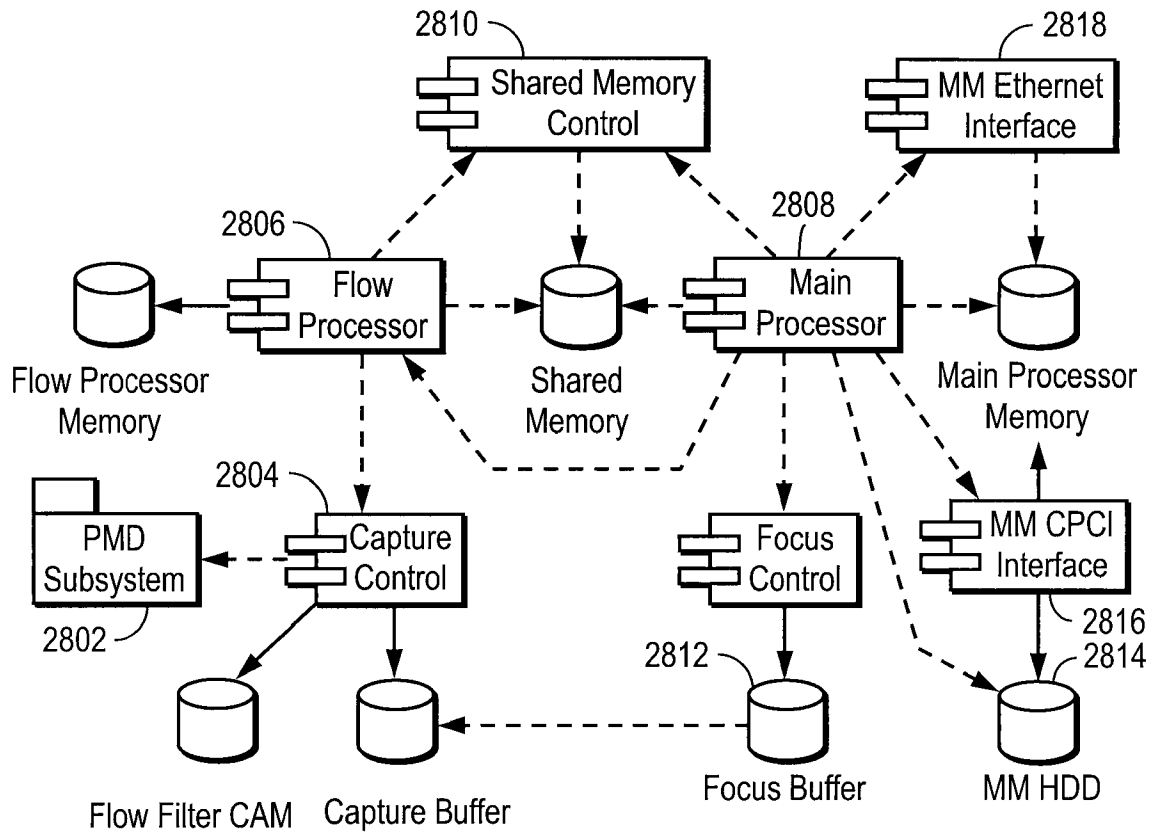 2810
2818
Shared Memory
Control
MM Ethernet
Interface
2806
2808
Flow
Processor
Main
Processor
Flow Processor
Memory
Shared
Memory
Main Processor
Memory
2804
PMD
Subsystem
Capture
Control
Focus
Control
MM CPCI
Interface
2802
2816
2812
2814
Flow Filter CAM
Capture Buffer
Focus Buffer
MM HDD